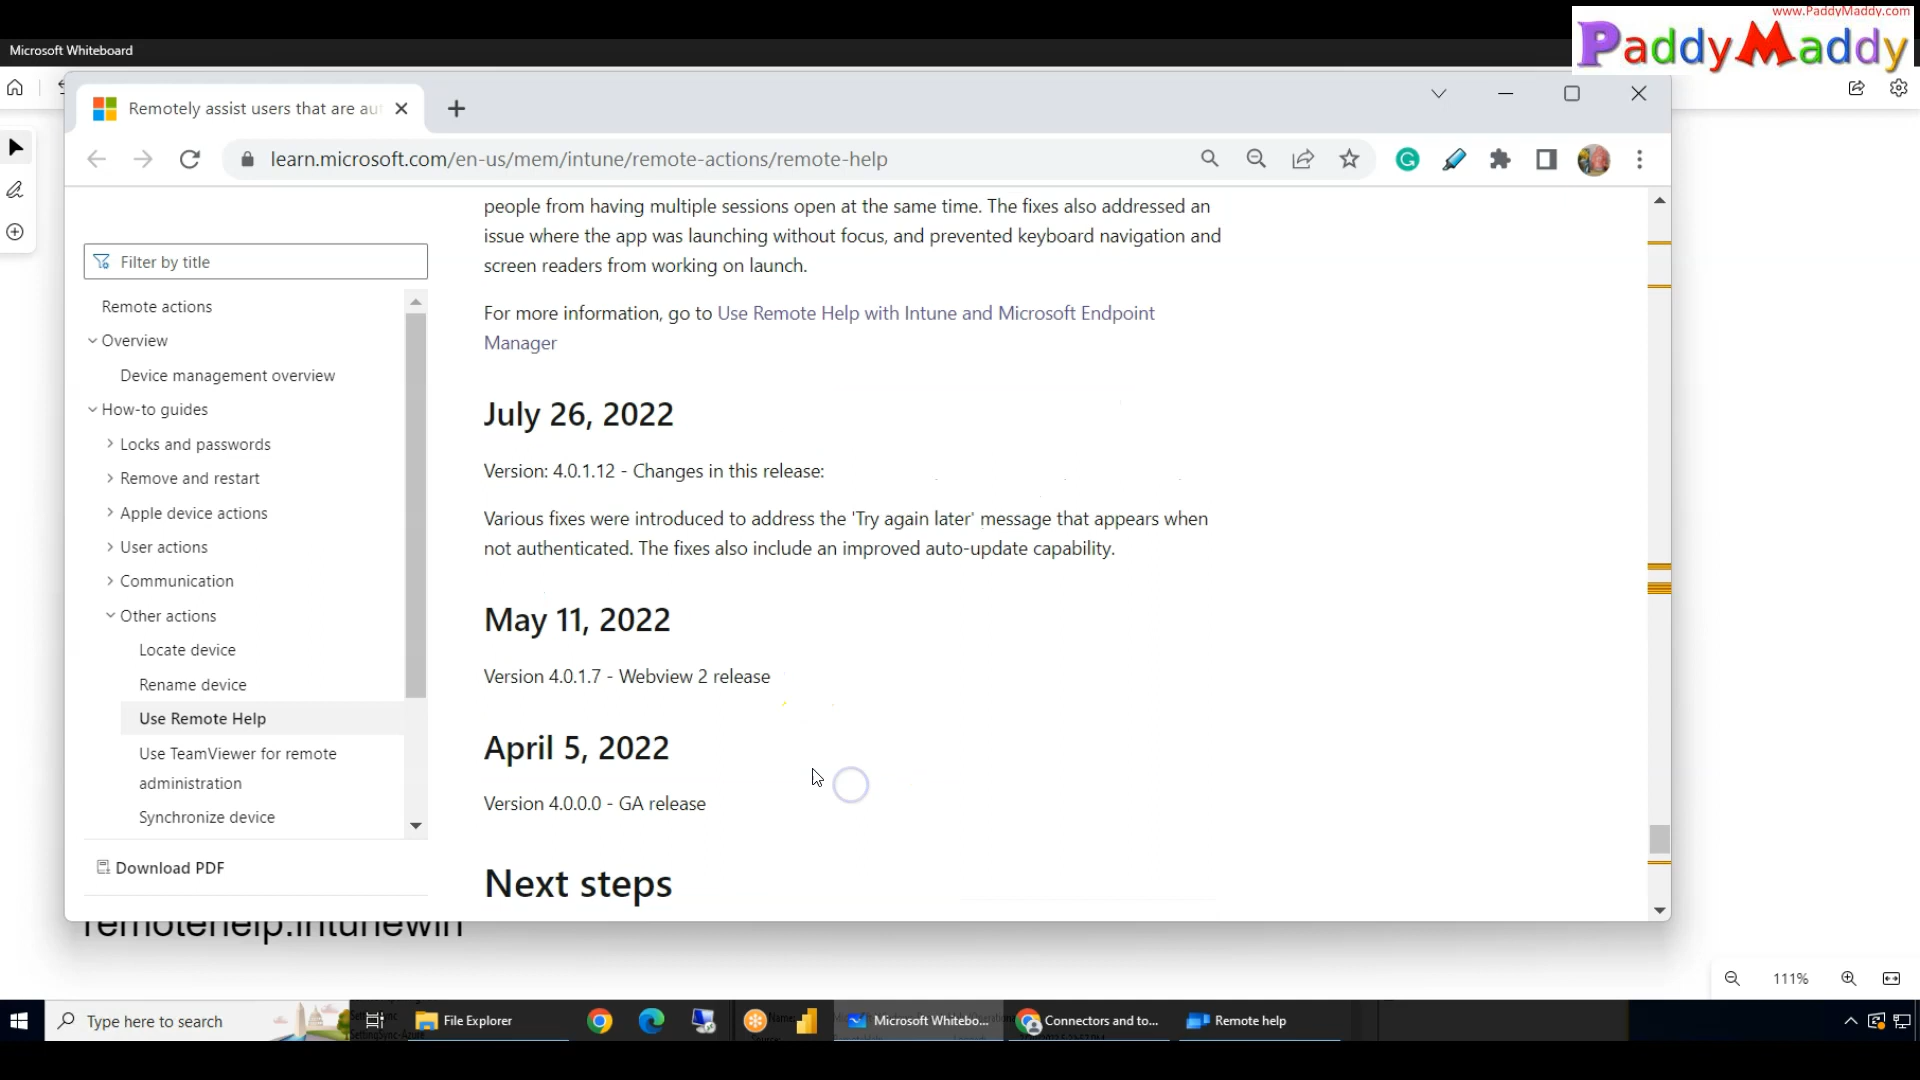 www.PaddyMaddy.com
PaddyMaddy
Microsoft Whiteboard
Remotely assist users that are au
learn.microsoft.com/en-us/mem/intune/remote-actions/remote-help
people from having multiple sessions open at the same time. The fixes also addressed an
issue where the app was launching without focus, and prevented keyboard navigation and
screen readers from working on launch.
For more information, go to Use Remote Help with Intune and Microsoft Endpoint
Manager
July 26, 2022
Version: 4.0.1.12 - Changes in this release:
Various fixes were introduced to address the 'Try again later' message that appears when
not authenticated. The fixes also include an improved auto-update capability.
May 11, 2022
Version 4.0.1.7 - Webview 2 release
April 5, 2022
Version 4.0.0.0 - GA release
Next steps
Filter by title
Remote actions
Overview
Device management overview
How-to guides
Locks and passwords
Remove and restart
Apple device actions
User actions
Communication
Other actions
Locate device
Rename device
Use Remote Help
Use TeamViewer for remote
administration
Synchronize device
Download PDF
remotehelp.intunewin
111%
Type here to search
File Explorer
Microsoft Whitebo...
Connectors and to...
Remote help